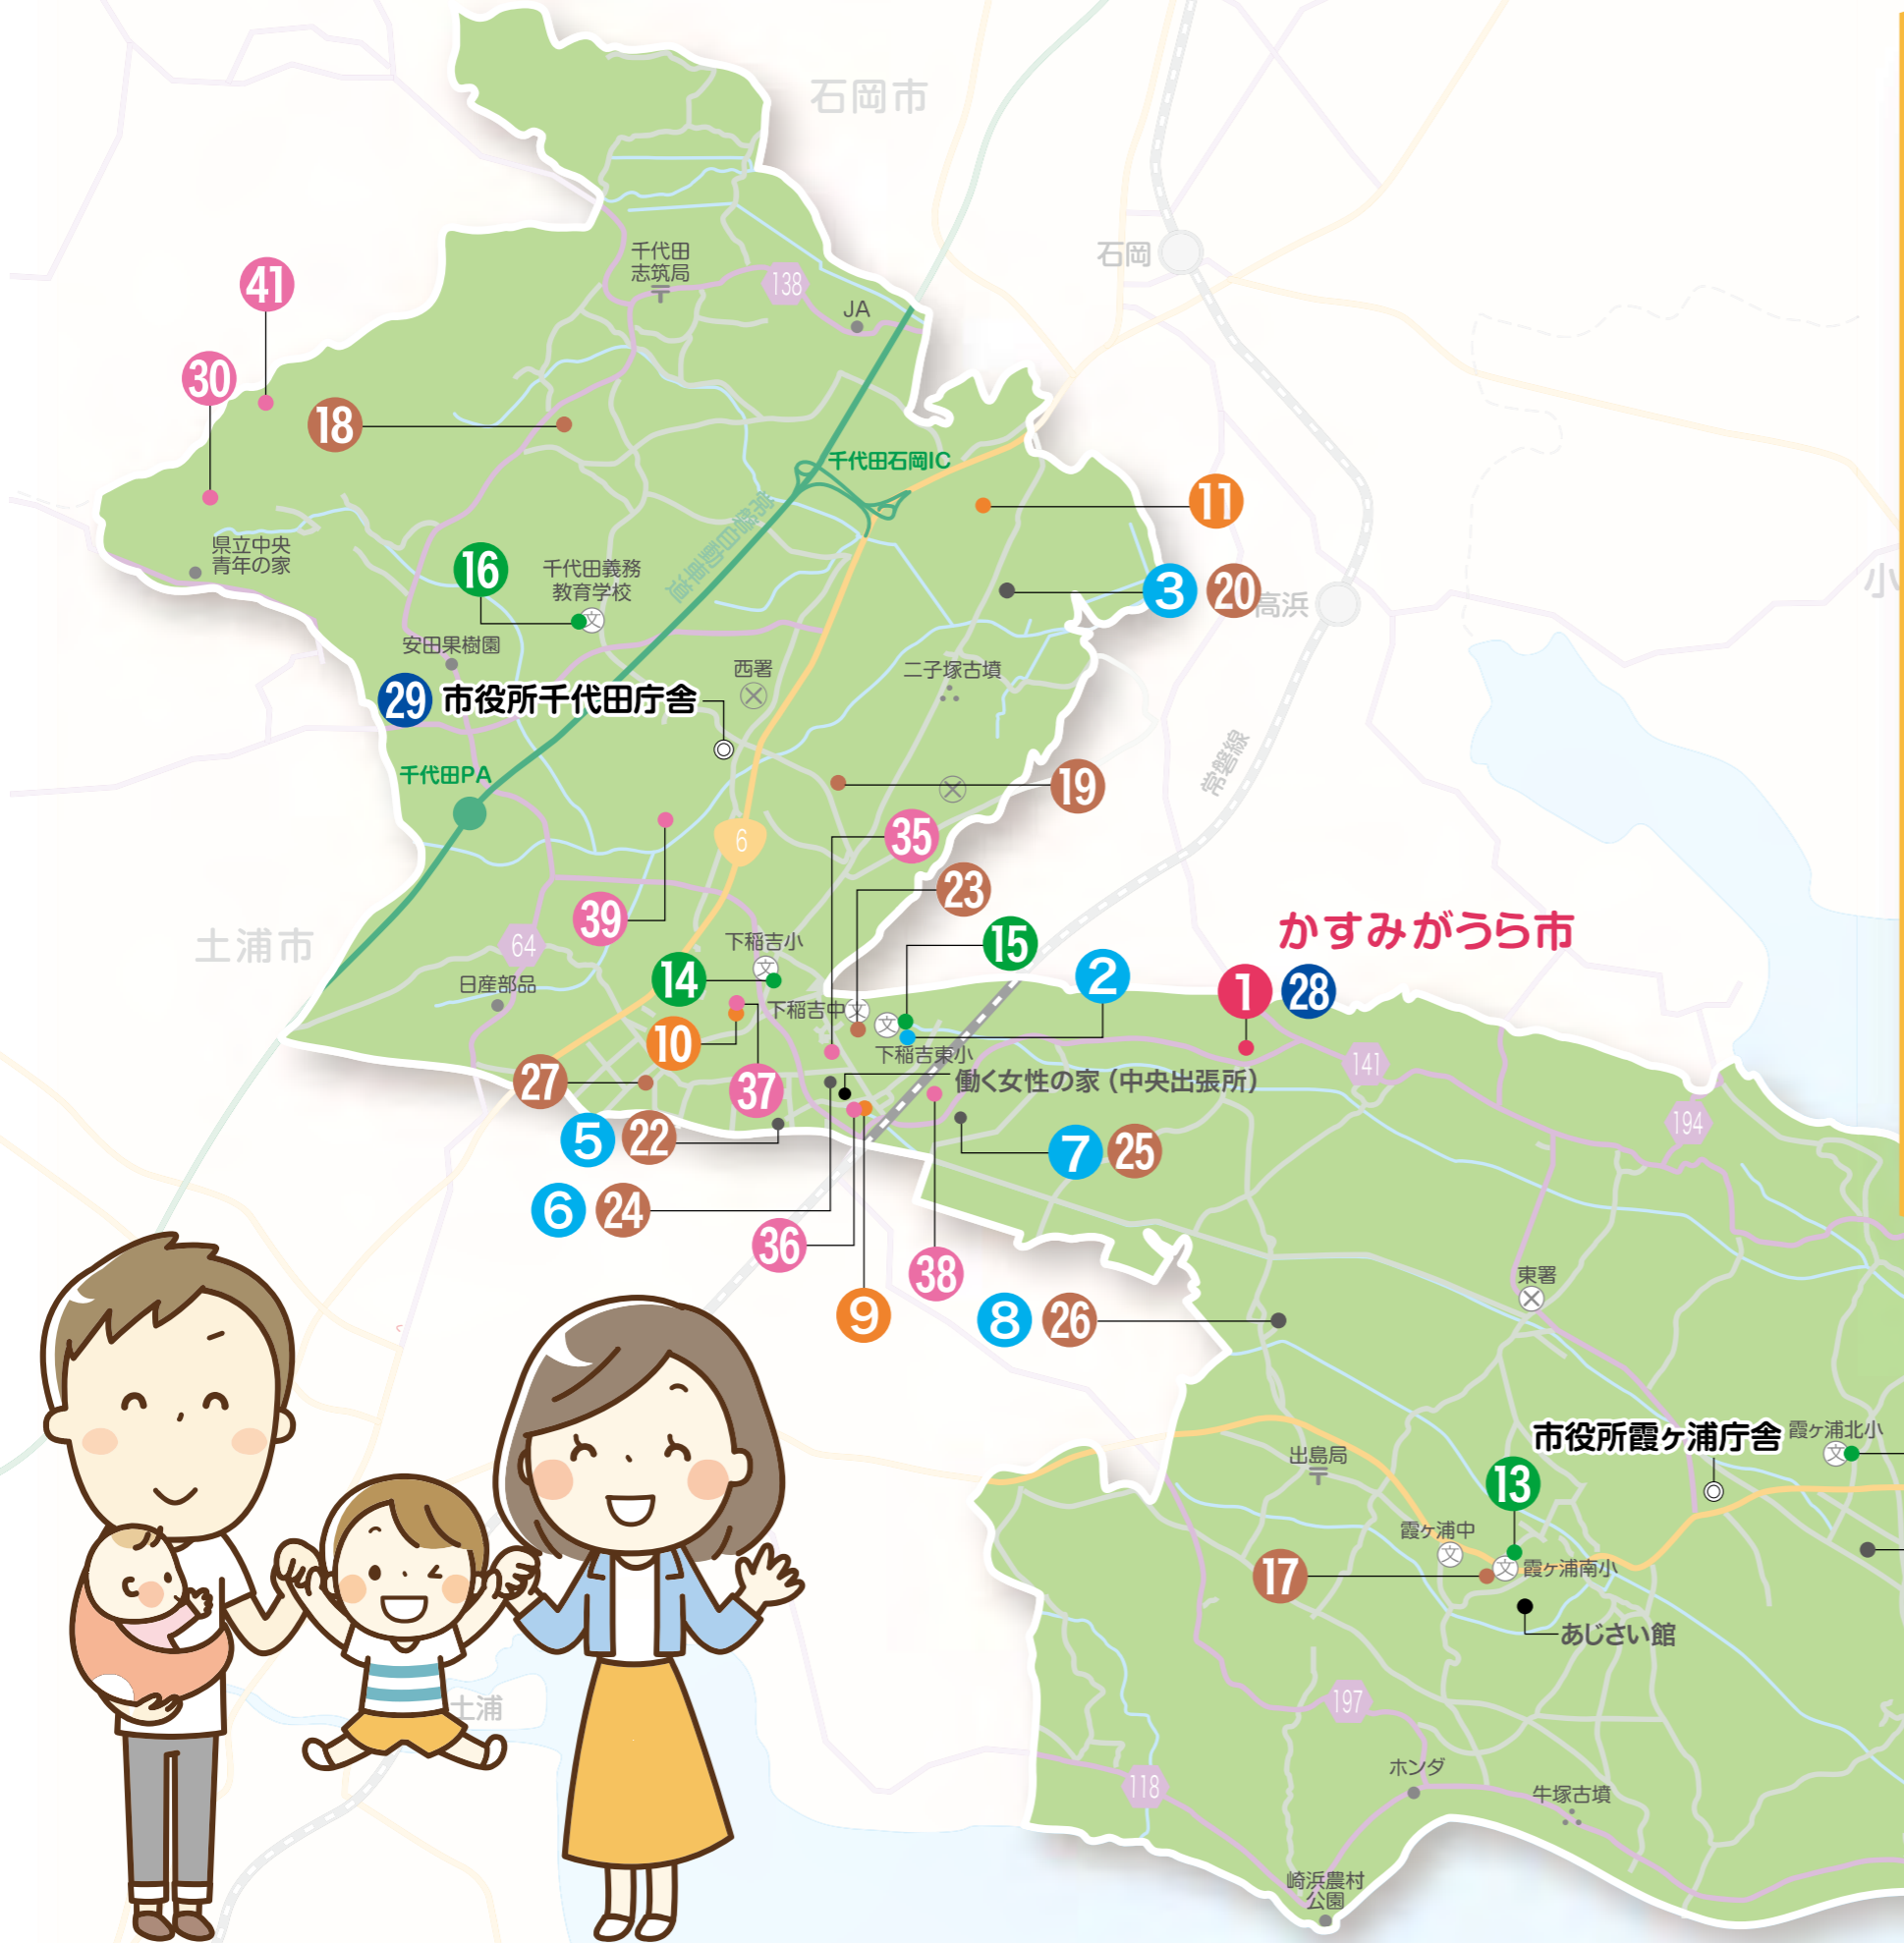 石岡市
千代田
志筑局
138
JA
石岡
41
30
18
千代田石岡IC
11
常磐自動車道
県立中央
青年の家
16
千代田義務
教育学校
3 20
高浜
小
安田果樹園
西署
二子塚古墳
29 市役所千代田庁舎
常磐線
千代田PA
19
6
35
23
39
土浦市
64
下稲吉小
15
かすみがうら市
14
2
1 28
日産部品
下稲吉中
10
下稲吉東小
141
27
37
働く女性の家（中央出張所）
194
5 22
7 25
6 24
36
38
東署
9
8 26
市役所霞ヶ浦庁舎
霞ヶ浦北小
出島局
13
霞ヶ浦中
17
霞ヶ浦南小
あじさい館
土浦
197
118
ホンダ
牛塚古墳
崎浜農村
公園